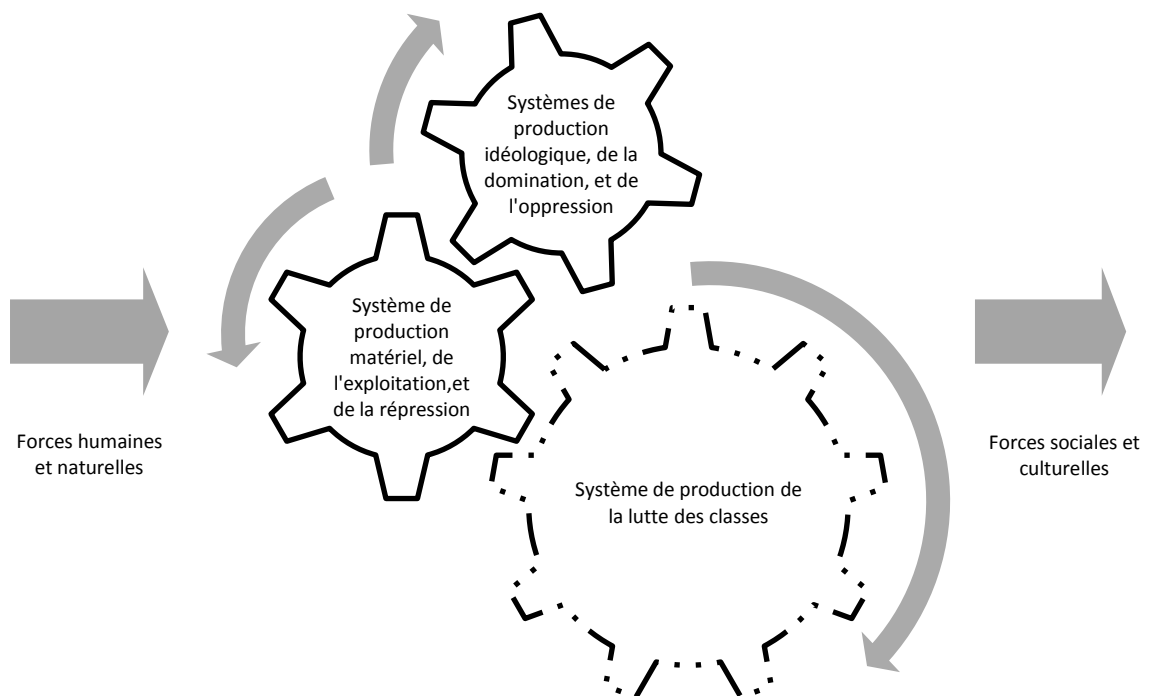 Systèmes de
production
idéologique, de la
domination, et de
l'oppression
Système de
production
matériel, de
l'exploitation,et
de la répression
Forces humaines
et naturelles
Système de production de
la lutte des classes
Forces sociales et
culturelles